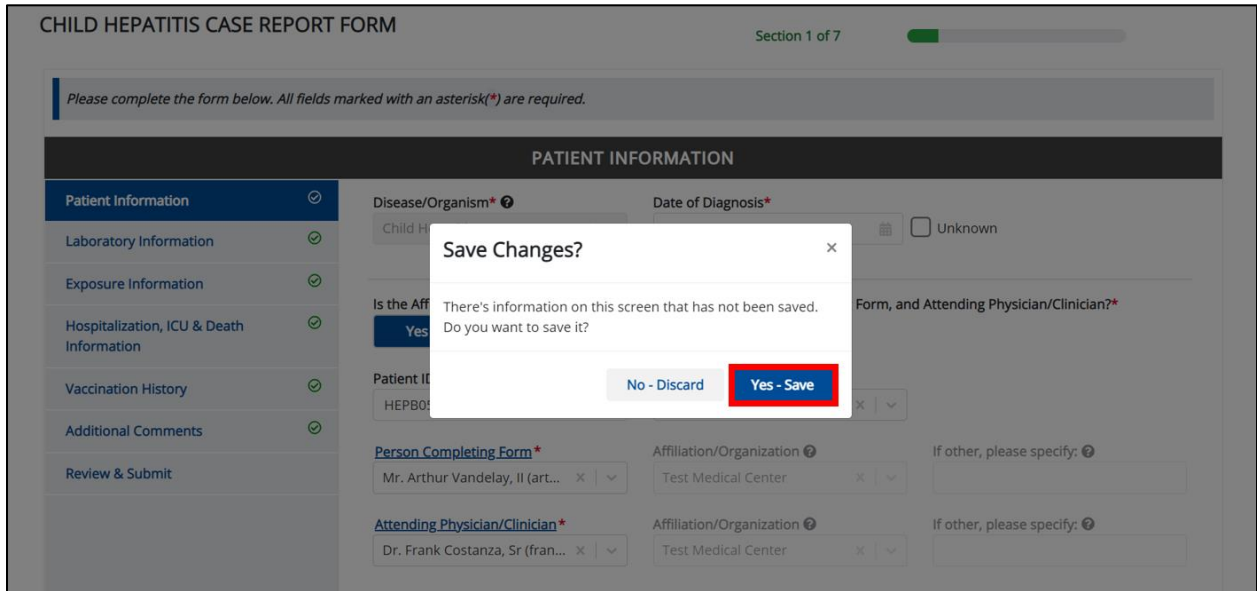 CHILD HEPATITIS CASE REPORT FORM
Section 1 of 7
Please complete the form below. All fields marked with an asterisk(*) are required.
PATIENT INFORMATION
Patient Information
Laboratory Information
Exposure Information
Hospitalization, ICU & Death
Information
Vaccination History
Additional Comments
Review & Submit
Disease/Organism* Date of Diagnosis*
Child Unknown
Save Changes? ×
There's information on this screen that has not been saved.
Do you want to save it?
No - Discard Yes - Save
Is the Form, and Attending Physician/Clinician?*
Yes
Patient
Person Completing Form* Affiliation/Organization If other, please specify:
Mr. Arthur Vandelay, II (art... Test Medical Center
Attending Physician/Clinician* Affiliation/Organization If other, please specify:
Dr. Frank Costanza, Sr (fran... Test Medical Center